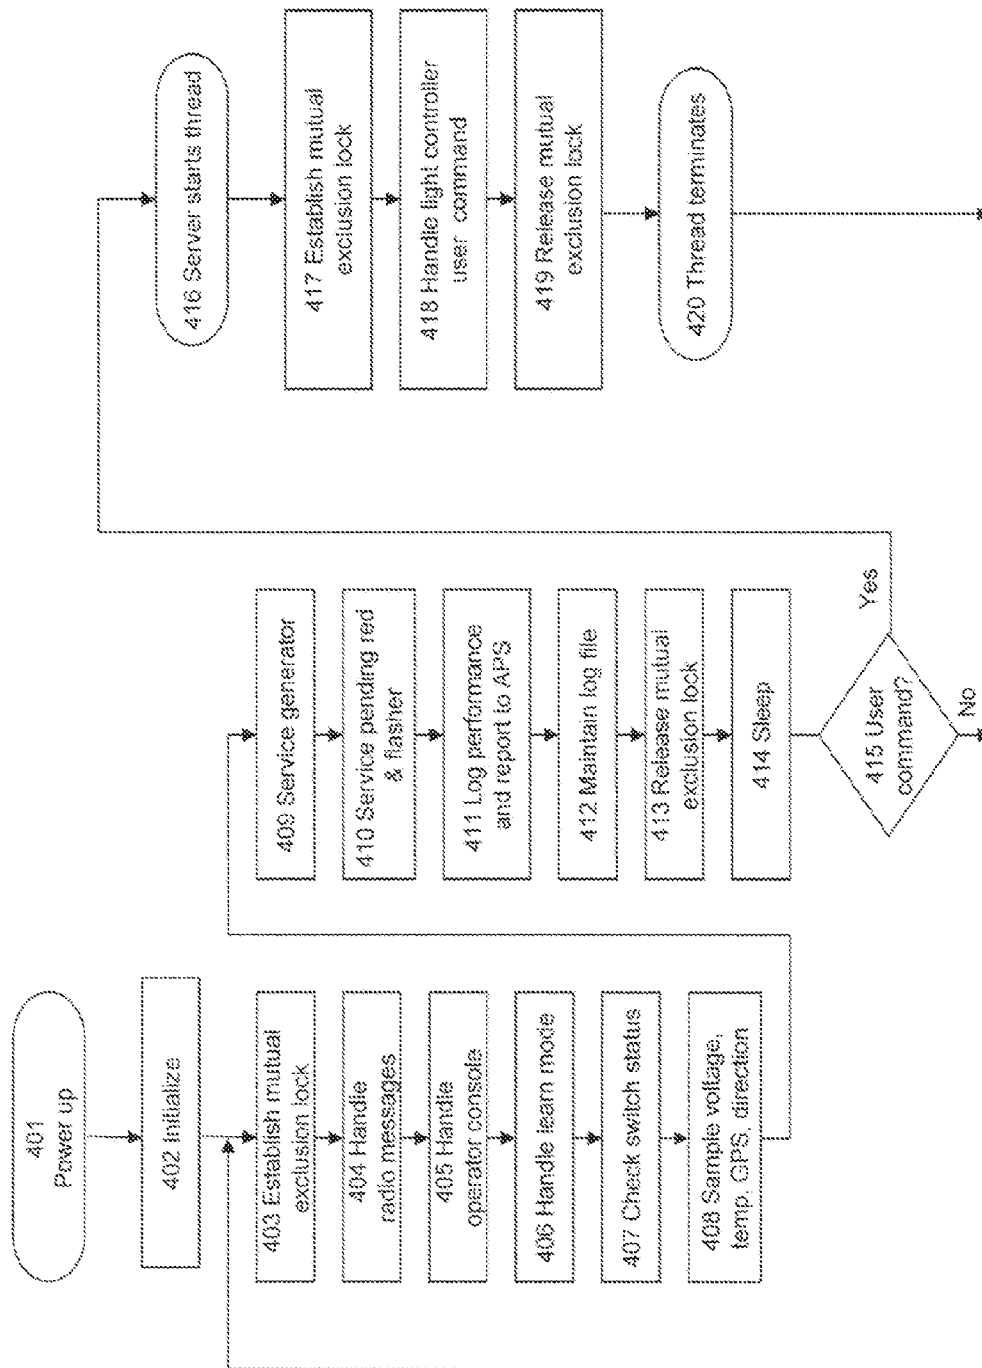 401
Power up
402 Initialize
403 Establish mutual
exclusion lock
404 Handle
radio messages
405 Handle
operator console
406 Handle learn mode
407 Check switch status
408 Sample voltage,
temp, GPS, direction
409 Service generator
410 Service pending red
& flasher
411 Log performance
and report to APS
412 Maintain log file
413 Release mutual
exclusion lock
414 Sleep
415 User
command?
Yes
No
416 Server starts thread
417 Establish mutual
exclusion lock
418 Handle light controller
user command
419 Release mutual
exclusion lock
420 Thread terminates